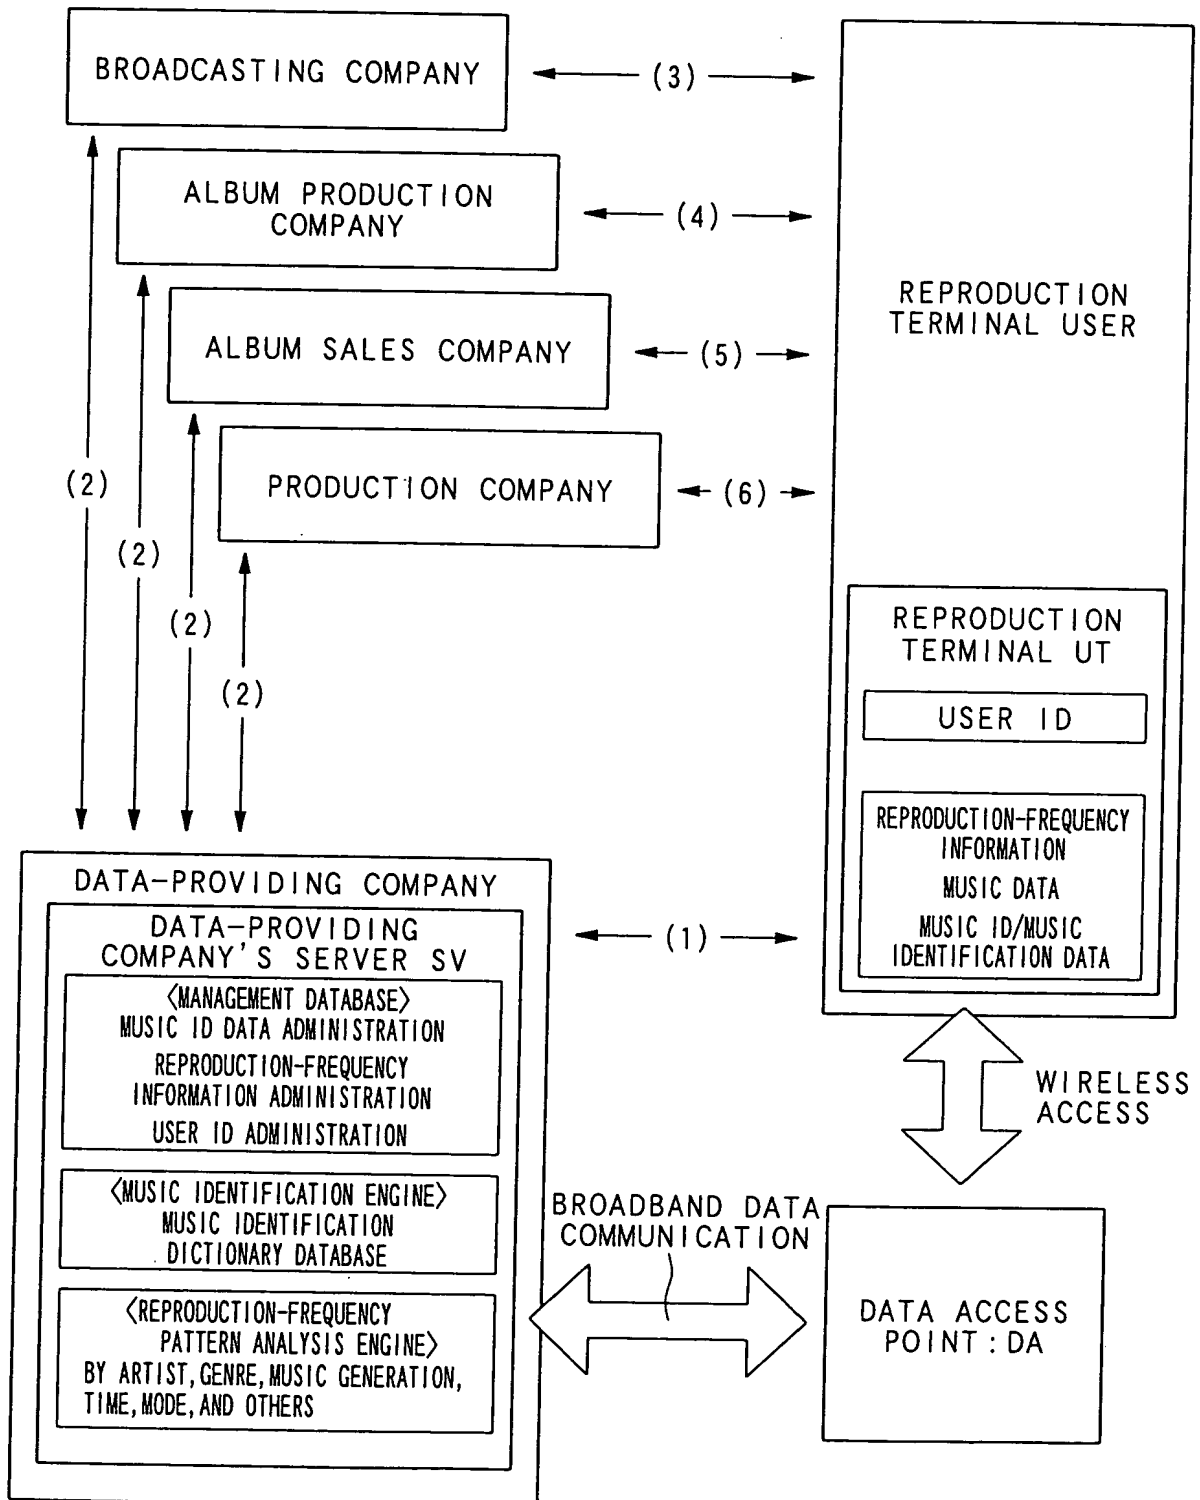 BROADCASTING COMPANY
(3)
ALBUM PRODUCTION
COMPANY
(4)
ALBUM SALES COMPANY
(5)
PRODUCTION COMPANY
(6)
(2)
(2)
(2)
(2)
REPRODUCTION
TERMINAL USER
REPRODUCTION
TERMINAL UT
USER ID
REPRODUCTION-FREQUENCY
INFORMATION
MUSIC DATA
MUSIC ID/MUSIC
IDENTIFICATION DATA
(1)
DATA-PROVIDING COMPANY
DATA-PROVIDING
COMPANY'S SERVER SV
〈MANAGEMENT DATABASE〉
MUSIC ID DATA ADMINISTRATION
REPRODUCTION-FREQUENCY
INFORMATION ADMINISTRATION
USER ID ADMINISTRATION
〈MUSIC IDENTIFICATION ENGINE〉
MUSIC IDENTIFICATION
DICTIONARY DATABASE
〈REPRODUCTION-FREQUENCY
PATTERN ANALYSIS ENGINE〉
BY ARTIST, GENRE, MUSIC GENERATION,
TIME, MODE, AND OTHERS
WIRELESS
ACCESS
BROADBAND DATA
COMMUNICATION
DATA ACCESS
POINT : DA